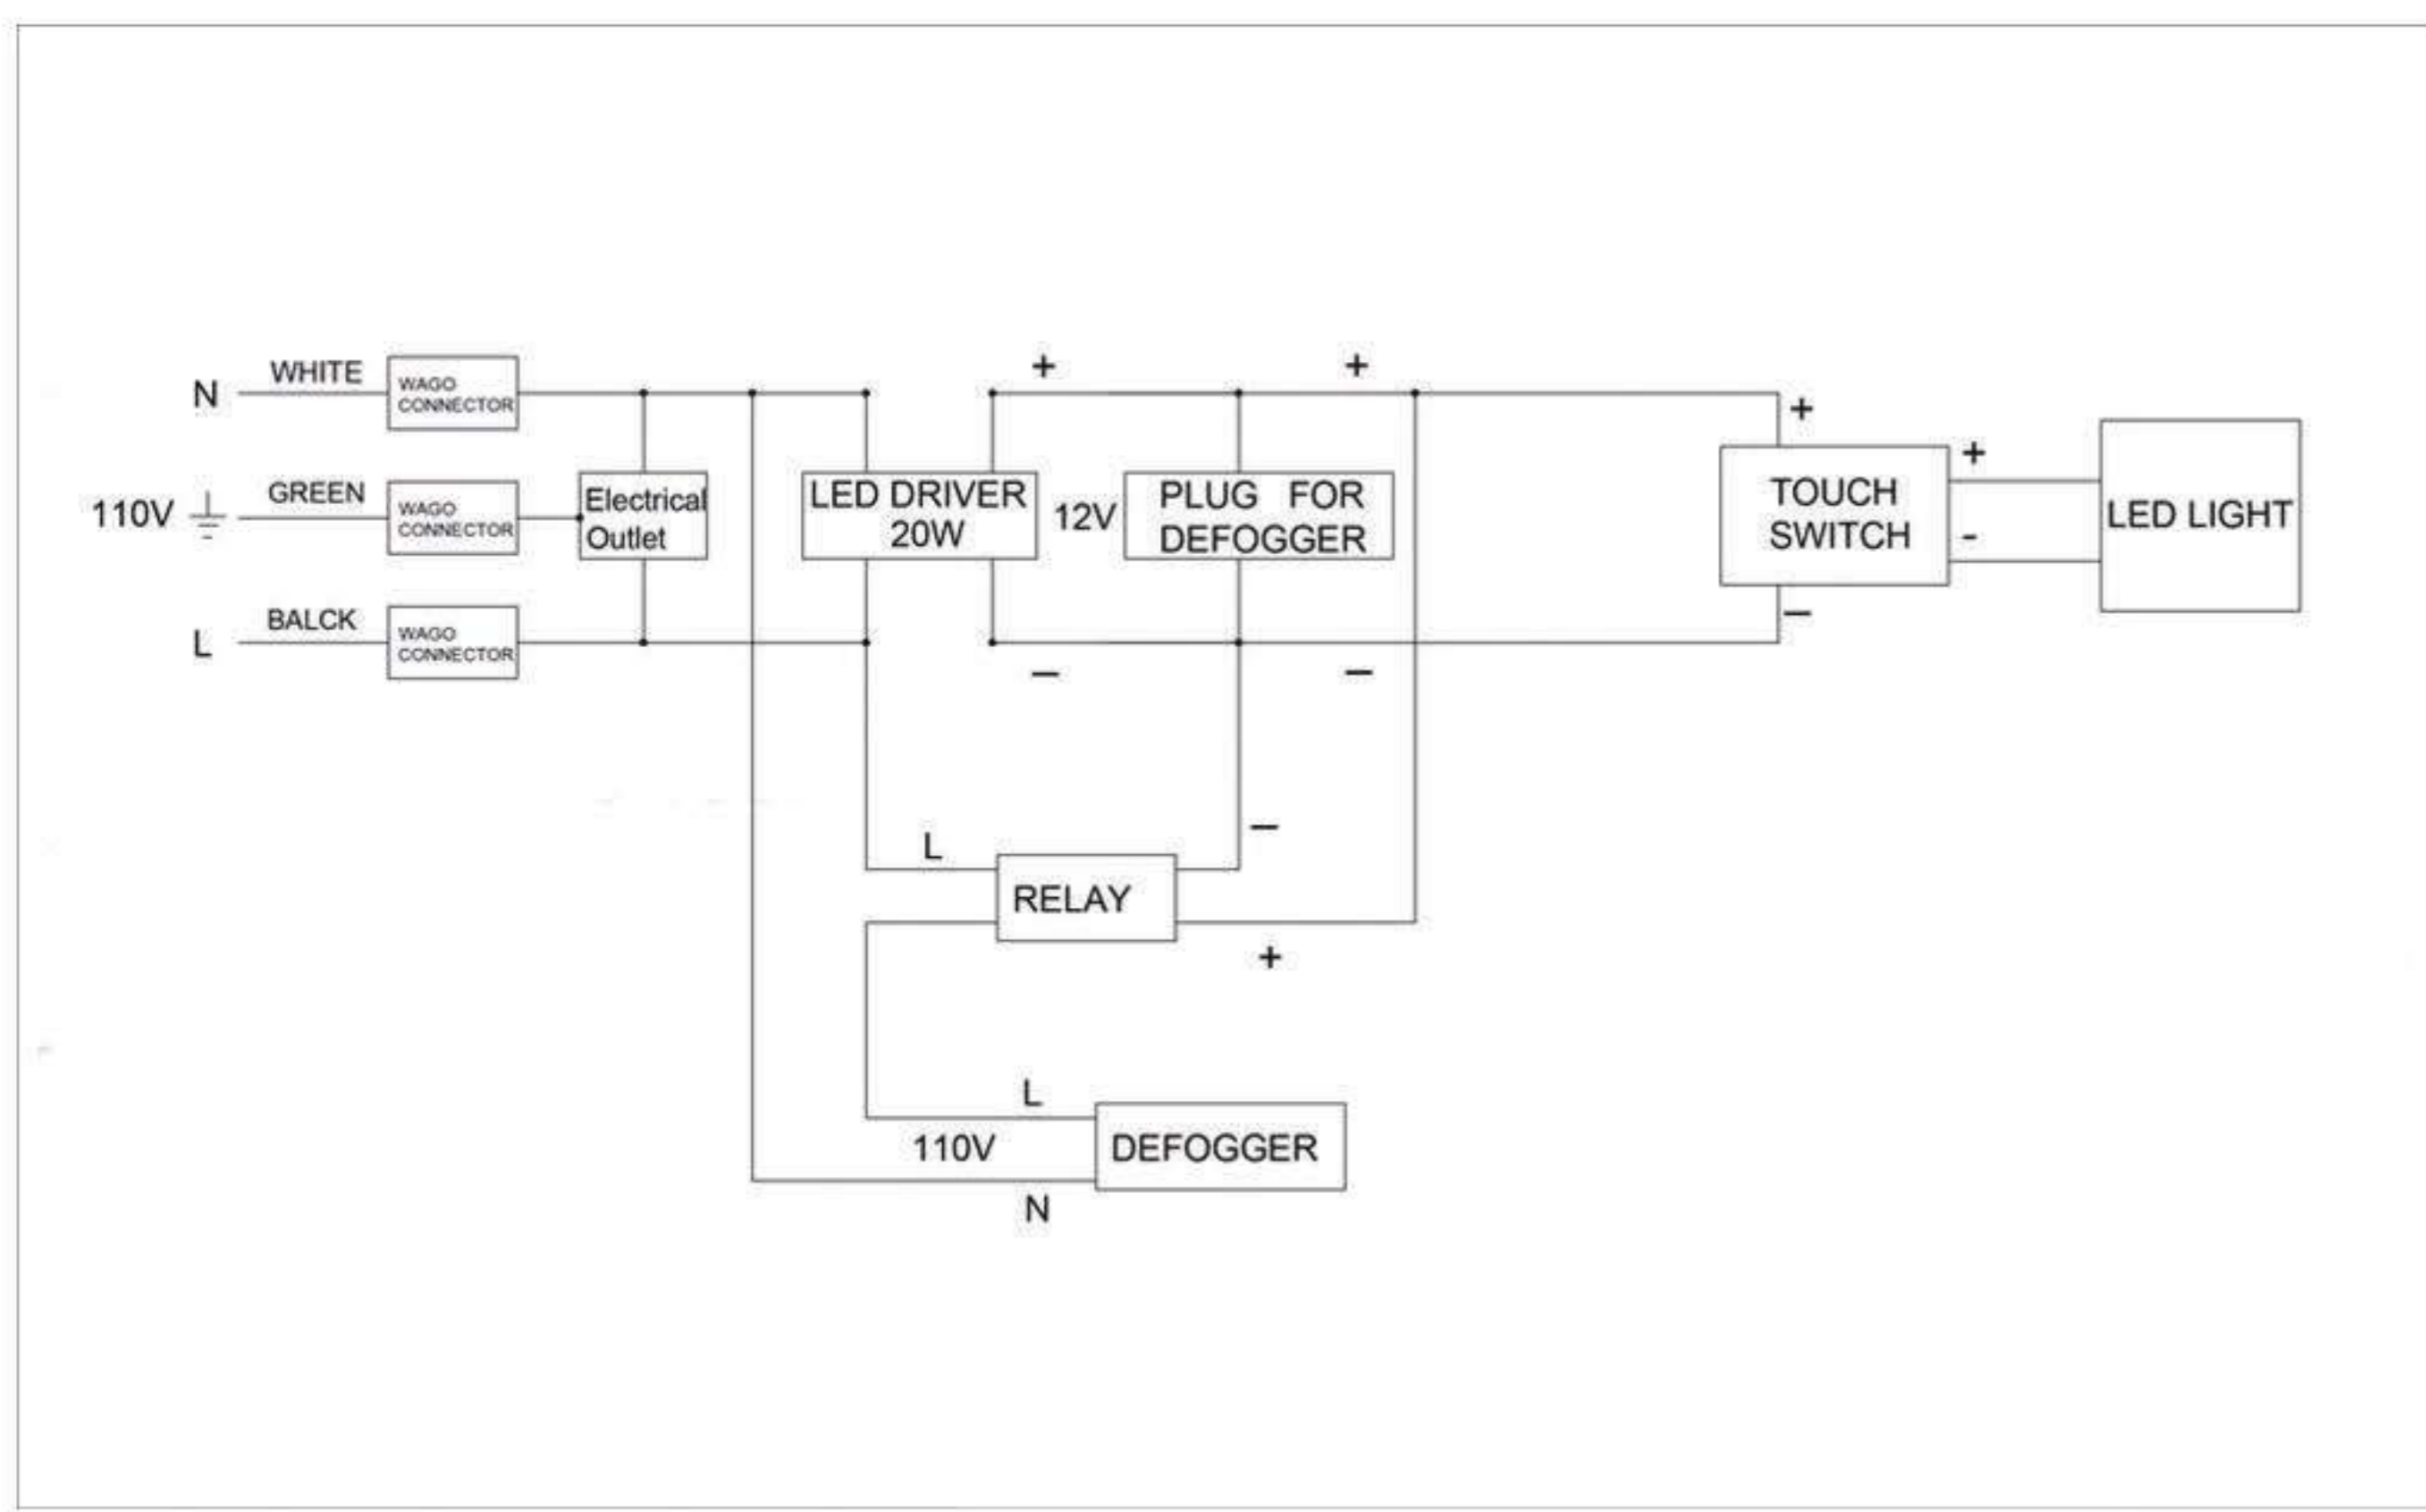 N
WHITE
WAGO
CONNECTOR
110V
GREEN
WAGO
CONNECTOR
L
BALCK
WAGO
CONNECTOR
Electrical
Outlet
LED DRIVER
20W
+
−
12V
PLUG FOR
DEFOGGER
+
−
+
−
TOUCH
SWITCH
+
-
LED LIGHT
L
RELAY
−
+
L
110V
N
DEFOGGER